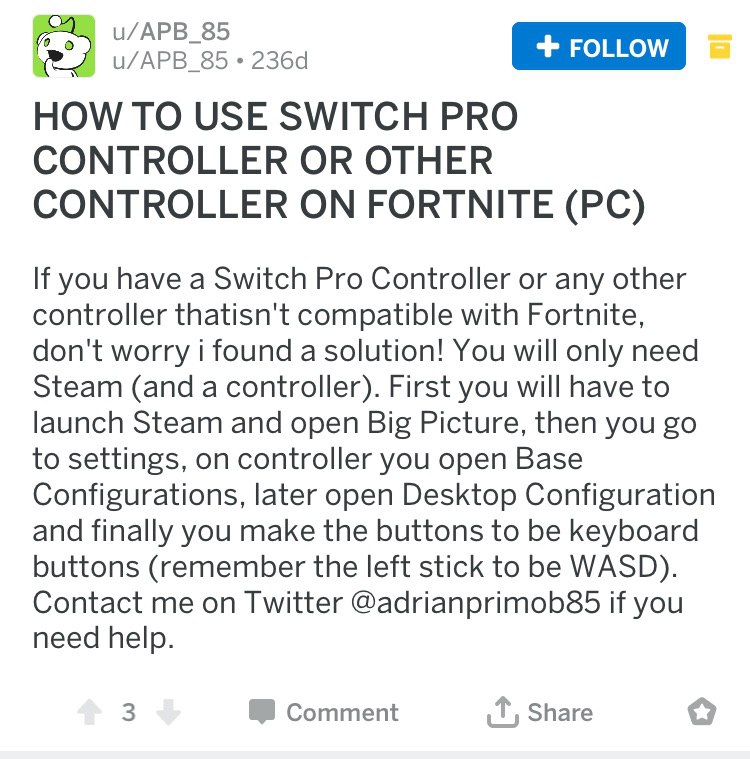 u/APB_85
u/APB_85 • 236d
+ FOLLOW
HOW TO USE SWITCH PRO
CONTROLLER OR OTHER
CONTROLLER ON FORTNITE (PC)
If you have a Switch Pro Controller or any other
controller thatisn't compatible with Fortnite,
don't worry i found a solution! You will only need
Steam (and a controller). First you will have to
launch Steam and open Big Picture, then you go
to settings, on controller you open Base
Configurations, later open Desktop Configuration
and finally you make the buttons to be keyboard
buttons (remember the left stick to be WASD).
Contact me on Twitter @adrianprimob85 if you
need help.
3 Comment Share